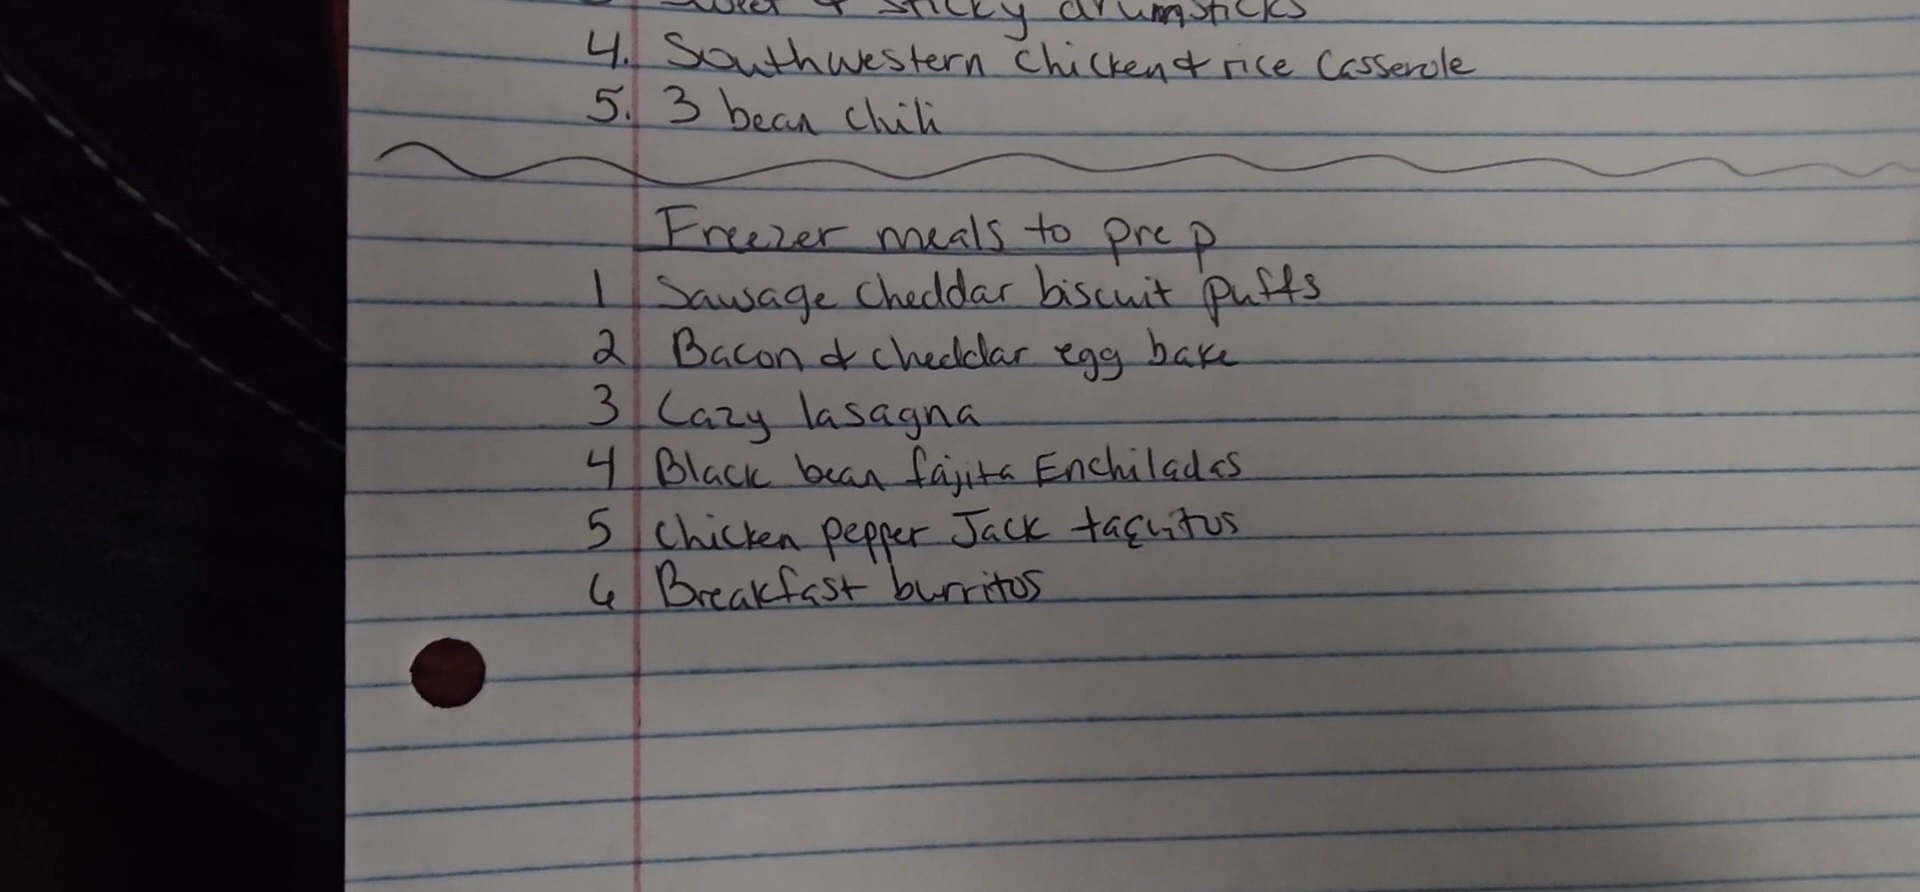 Sweet & sticky drumsticks
4. Southwestern Chicken & rice Casserole
5. 3 bean chili
Freezer meals to prep
1 Sausage Cheddar biscuit puffs
2 Bacon & cheddar egg bake
3 Lazy lasagna
4 Black bean fajita Enchiladas
5 Chicken pepper Jack taquitos
6 Breakfast burritos